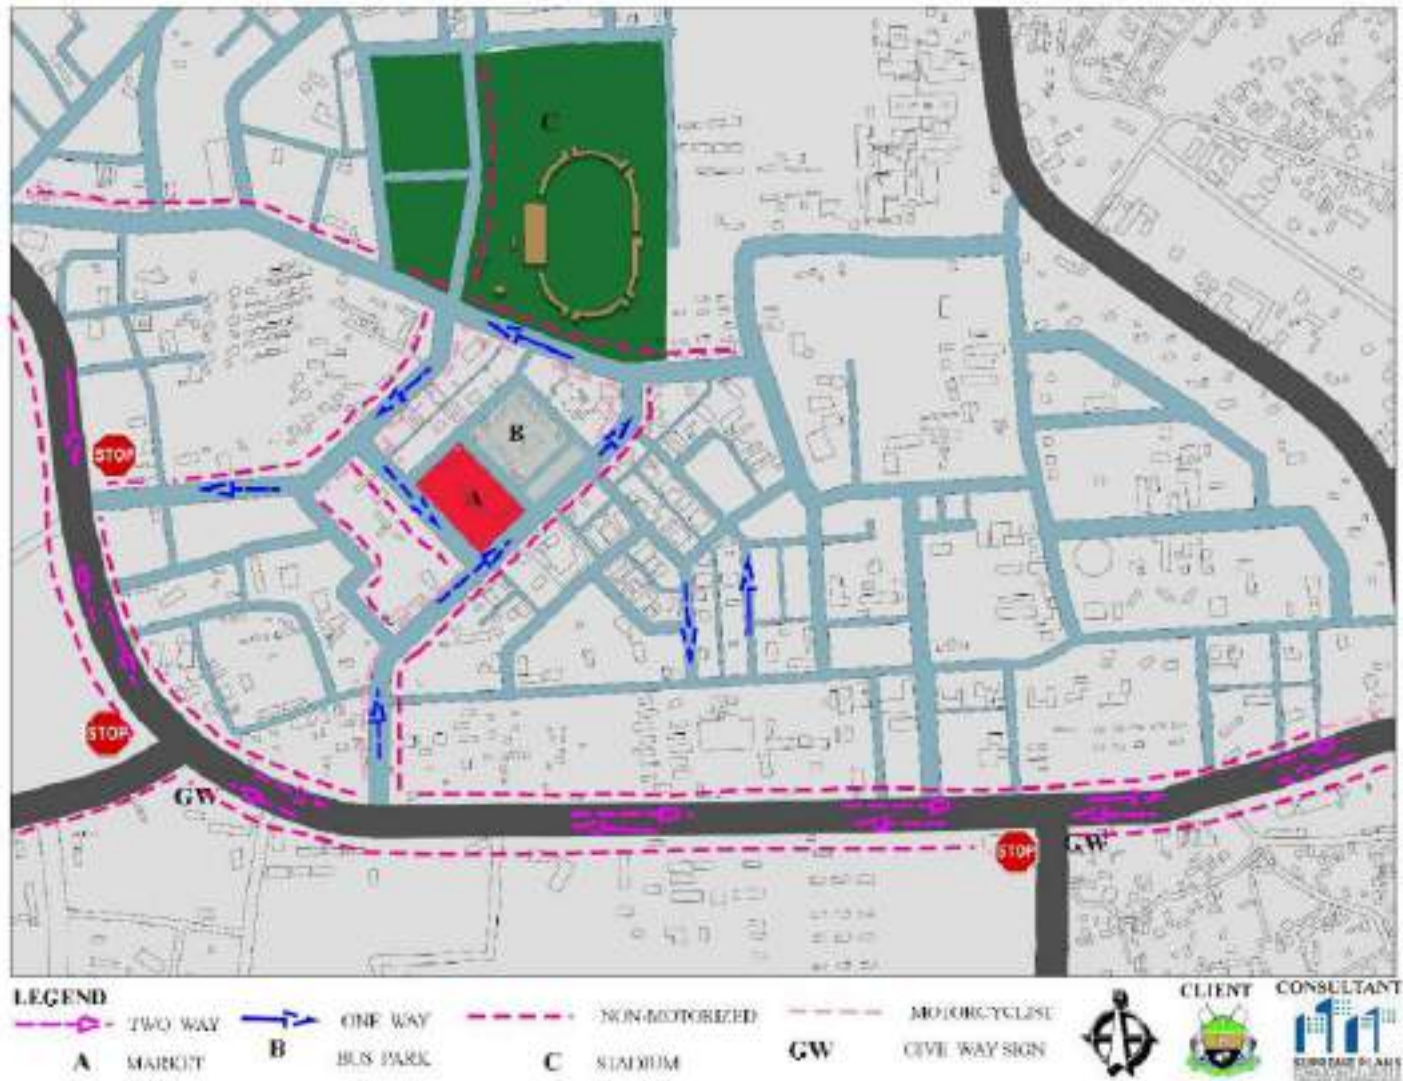 C
STOP
B
A
STOP
GW
STOP
GW
LEGEND
TWO WAY
ONE WAY
NON-MOTORIZED
MOTORCYCLIST
CLIENT
CONSULTANT
A MARKET
B BUS PARK
C STADIUM
GW GIVE WAY SIGN